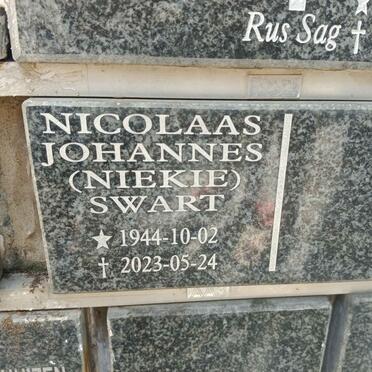 Rus Sag †
NICOLAAS
JOHANNES
(NIEKIE)
SWART
★ 1944-10-02
† 2023-05-24